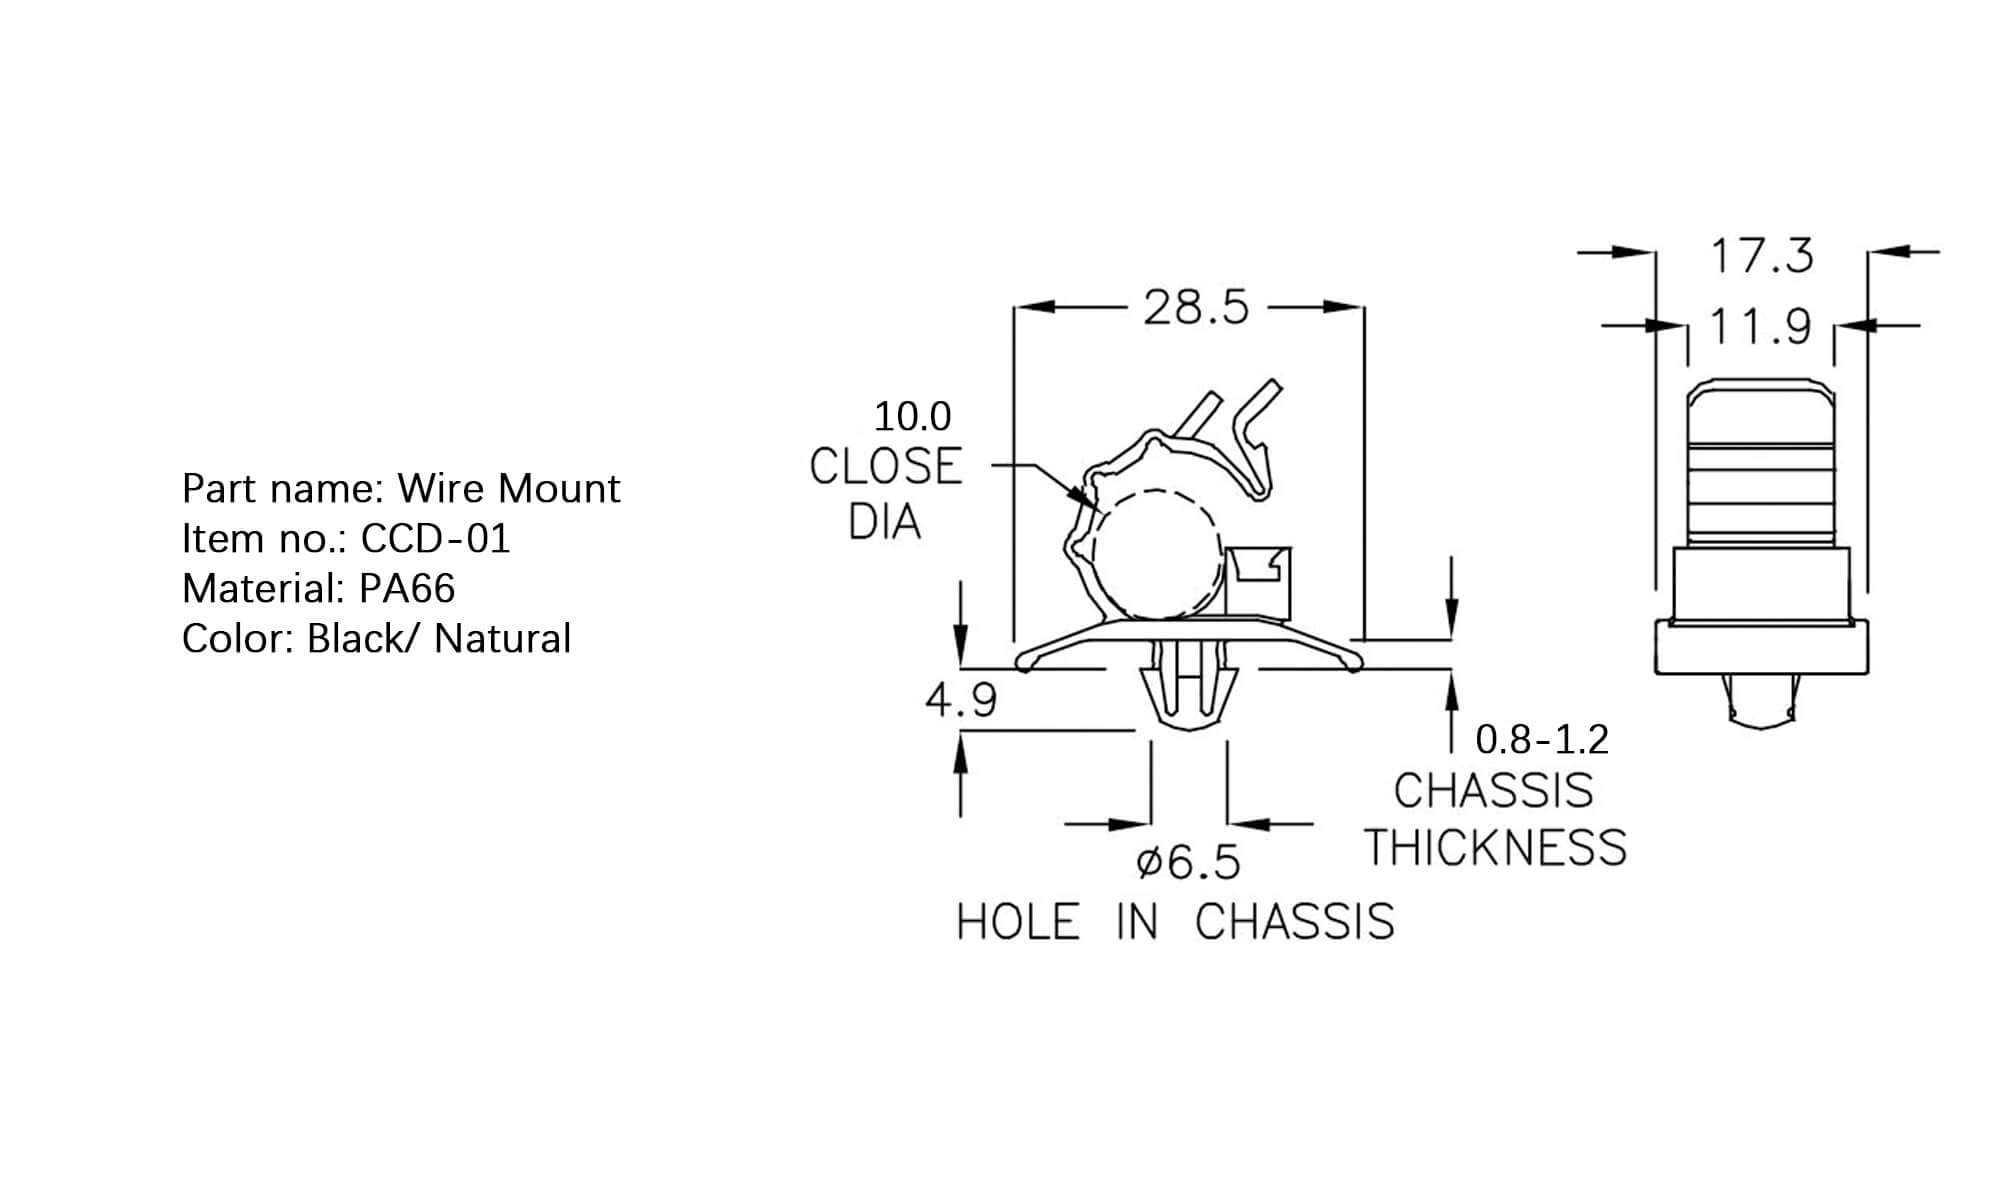 Part name: Wire Mount
Item no.: CCD-01
Material: PA66
Color: Black/ Natural
17.3
28.5
11.9
10.0
CLOSE
DIA
4.9
0.8-1.2
CHASSIS
THICKNESS
ø6.5
HOLE IN CHASSIS